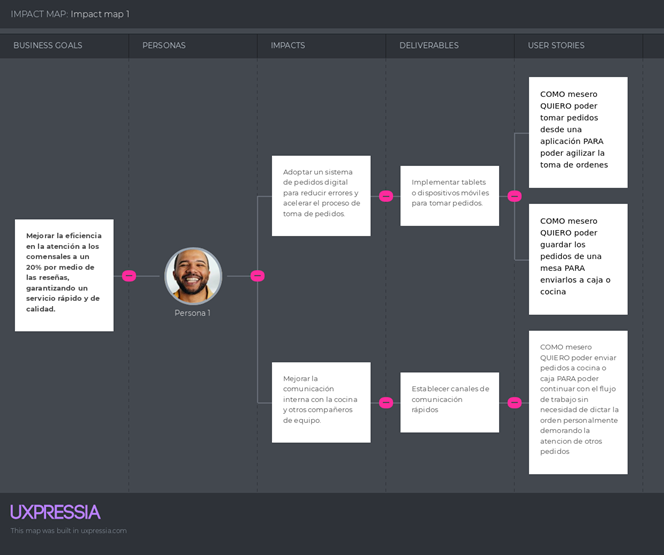 IMPACT MAP: Impact map 1
BUSINESS GOALS
PERSONAS
IMPACTS
DELIVERABLES
USER STORIES
Mejorar la eficiencia
en la atención a los
comensales a un
20% por medio de
las reseñas,
garantizando un
servicio rápido y de
calidad.
Persona 1
Adoptar un sistema
de pedidos digital
para reducir errores y
acelerar el proceso de
toma de pedidos.
Implementar tablets
o dispositivos móviles
para tomar pedidos.
COMO mesero
QUIERO poder
tomar pedidos
desde una
aplicación PARA
poder agilizar la
toma de ordenes
COMO mesero
QUIERO poder
guardar los
pedidos de una
mesa PARA
enviarlos a caja o
cocina
Mejorar la
comunicación
interna con la cocina
y otros compañeros
de equipo.
Establecer canales de
comunicación
rápidos
COMO mesero
QUIERO poder enviar
pedidos a cocina o
caja PARA poder
continuar con el flujo
de trabajo sin
necesidad de dictar la
orden personalmente
demorando la
atencion de otros
pedidos
UXPRESSIA
This map was built in uxpressia.com